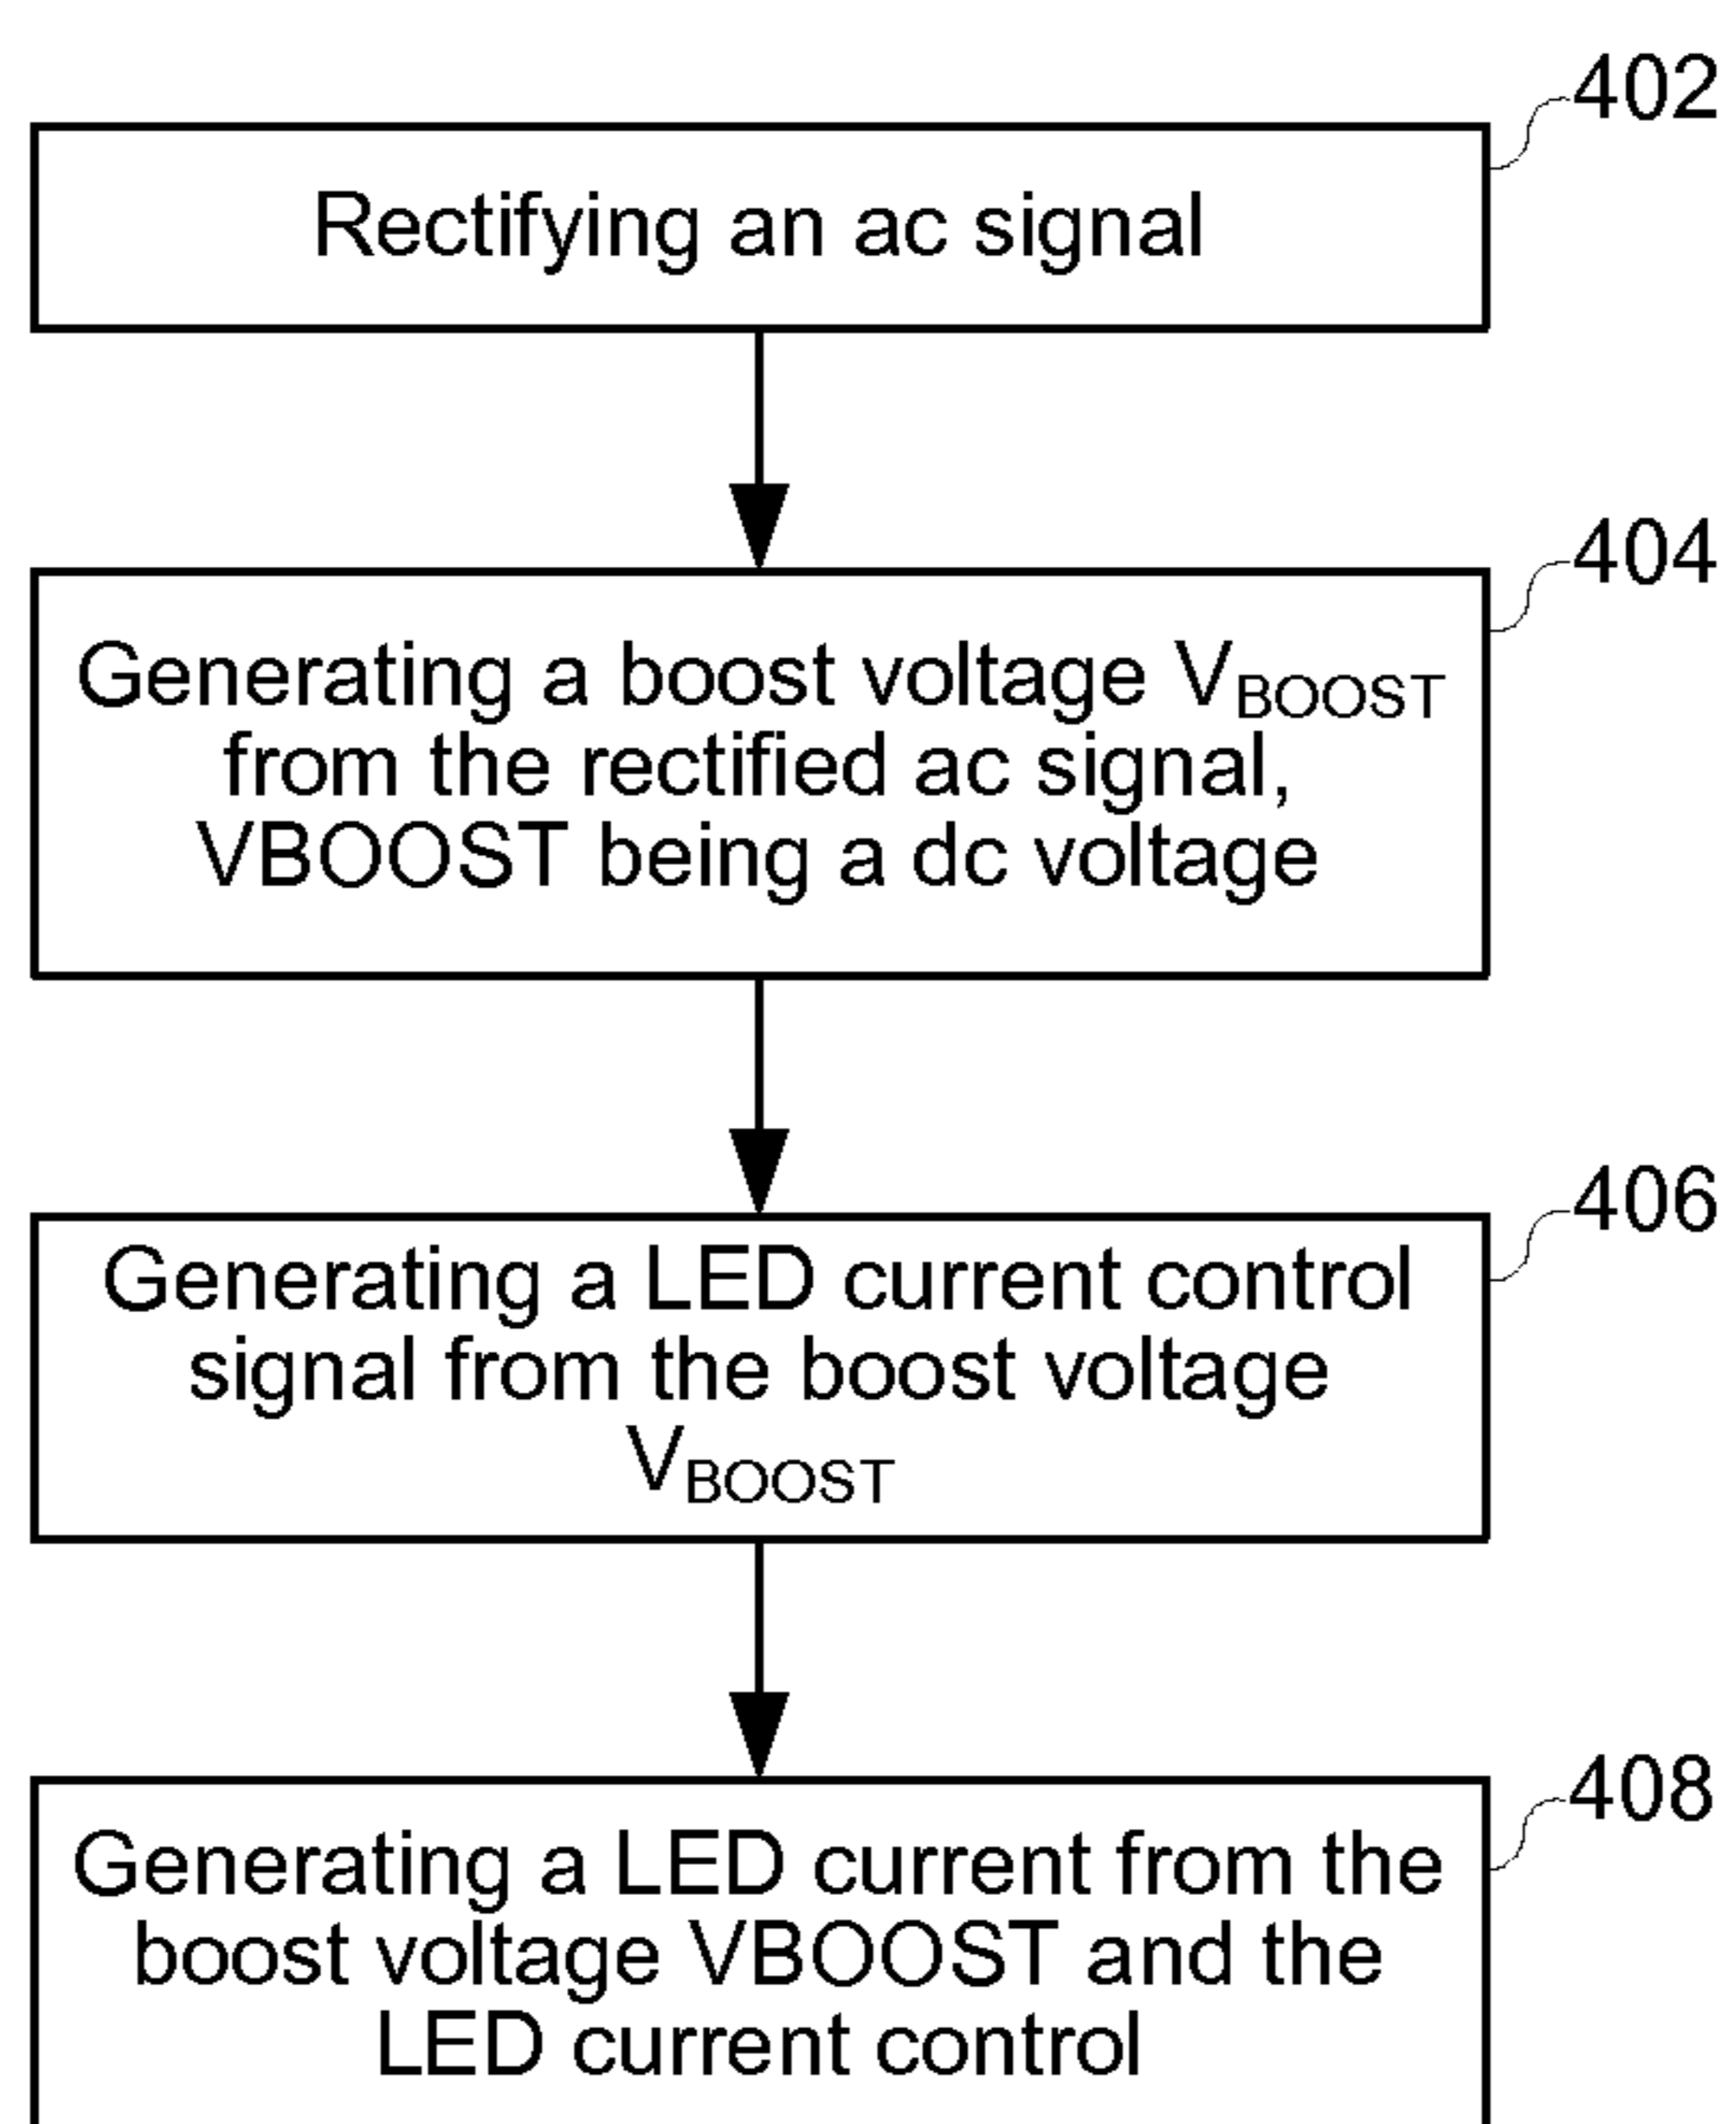 402
Rectifying an ac signal
404
Generating a boost voltage V_BOOST
from the rectified ac signal,
VBOOST being a dc voltage
406
Generating a LED current control
signal from the boost voltage
V_BOOST
408
Generating a LED current from the
boost voltage VBOOST and the
LED current control